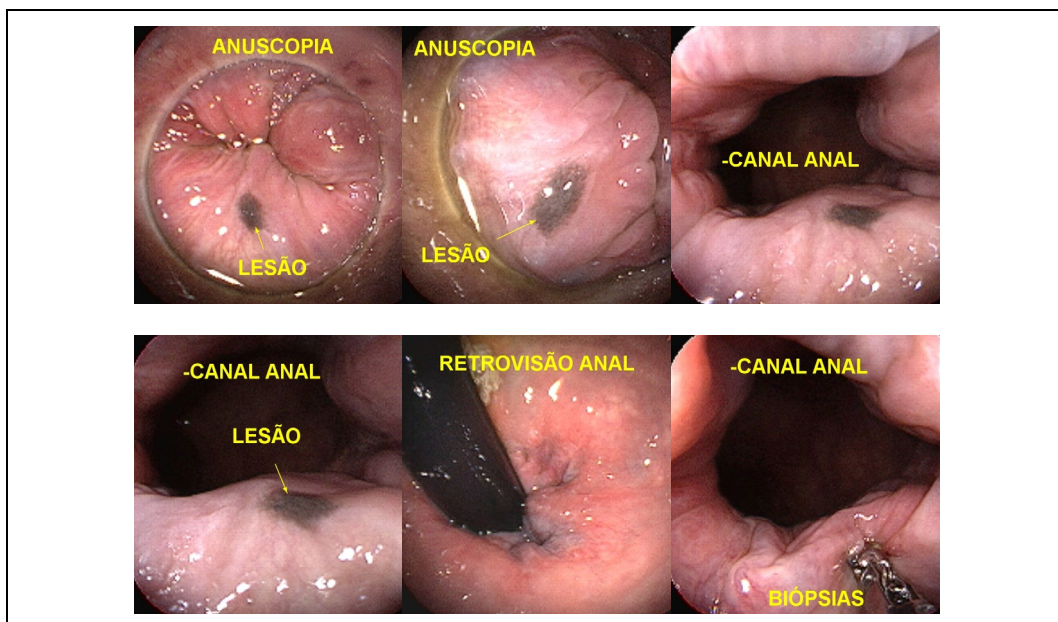 ANUSCOPIA
LESÃO
ANUSCOPIA
LESÃO
-CANAL ANAL
-CANAL ANAL
LESÃO
RETROVISÃO ANAL
-CANAL ANAL
BIÓPSIAS